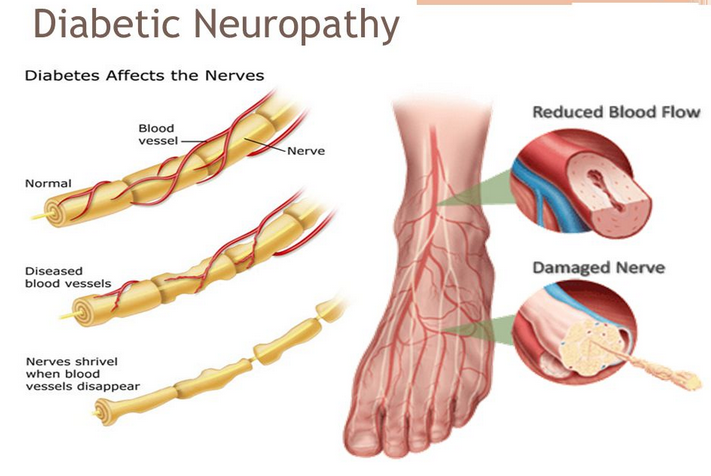 Diabetic Neuropathy
Diabetes Affects the Nerves
Blood
vessel
Nerve
Normal
Diseased
blood vessels
Nerves shrivel
when blood
vessels disappear
Reduced Blood Flow
Damaged Nerve